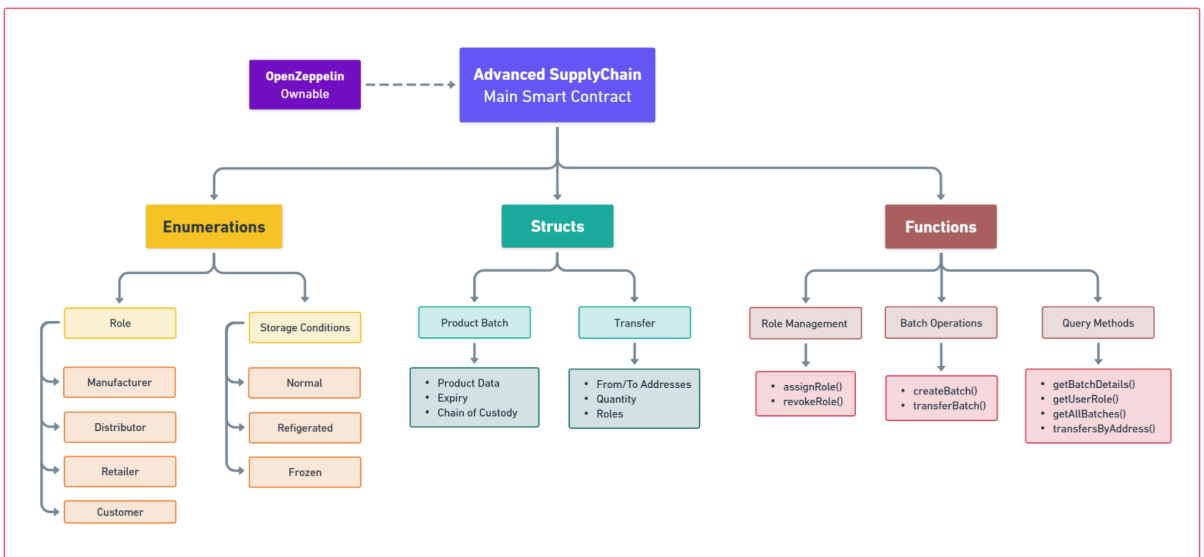 OpenZeppelin
Ownable
Advanced SupplyChain
Main Smart Contract
Enumerations
Structs
Functions
Role
Storage Conditions
Product Batch
Transfer
Role Management
Batch Operations
Query Methods
Manufacturer
Distributor
Retailer
Customer
Normal
Refigerated
Frozen
• Product Data
• Expiry
• Chain of Custody
• From/To Addresses
• Quantity
• Roles
• assignRole()
• revokeRole()
• createBatch()
• transferBatch()
• getBatchDetails()
• getUserRole()
• getAllBatches()
• transfersByAddress()